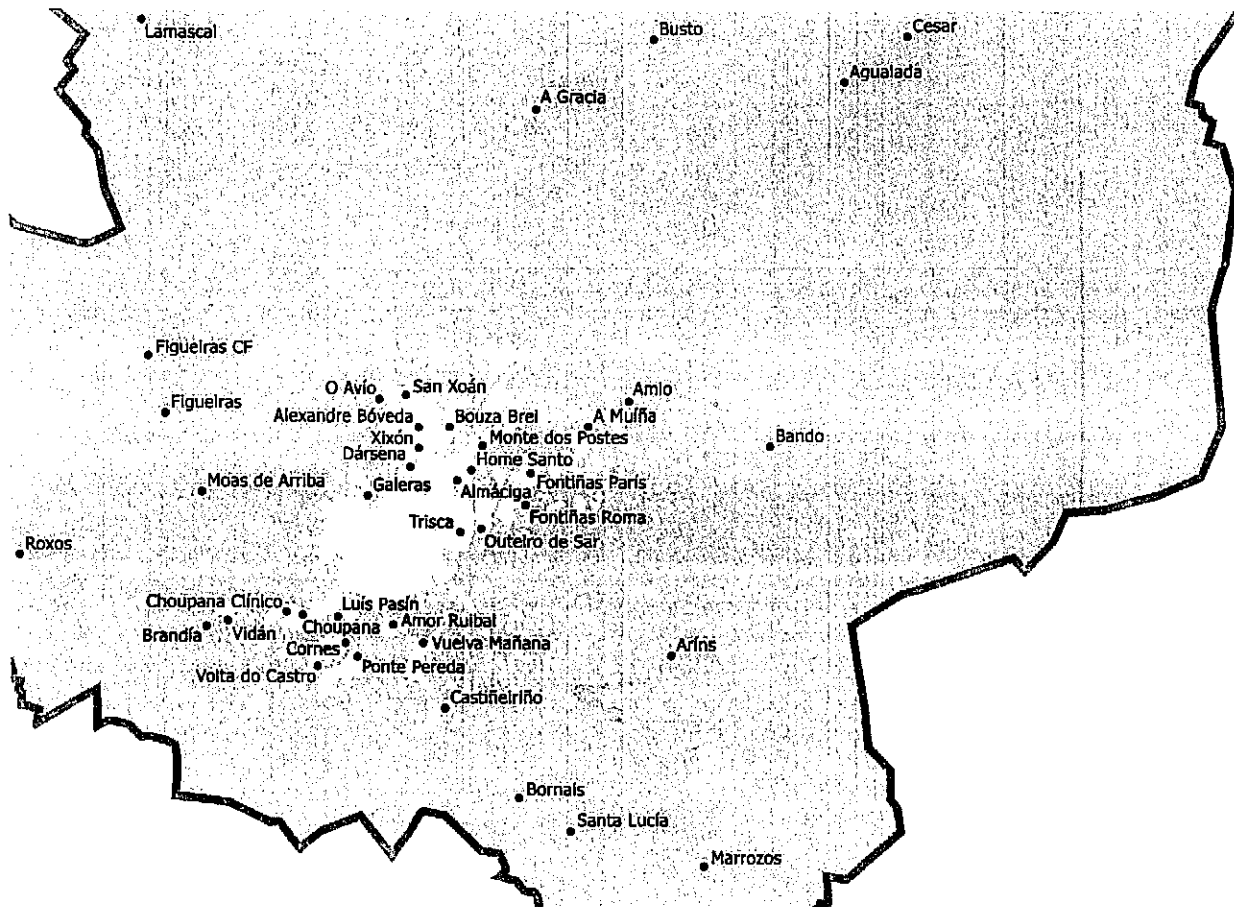 Lamascal
Busto
Cesar
Agualada
A Gracia
Figueiras CF
O Avío
San Xoán
Amio
Figueiras
Alexandre Bóveda
Bouza Brei
A Muíña
Xixón
Monte dos Postes
Bando
Dársena
Home Santo
Moas de Arriba
Galeras
Almáciga
Fontiñas París
Trisca
Fontiñas Roma
Outeiro de Sar
Roxos
Choupana Clínico
Luís Pasín
Brandía
Vidán
Choupana
Amor Ruibal
Cornes
Vuelva Mañana
Aríns
Volta do Castro
Ponte Pereda
Castiñeiriño
Bornais
Santa Lucía
Marrozos